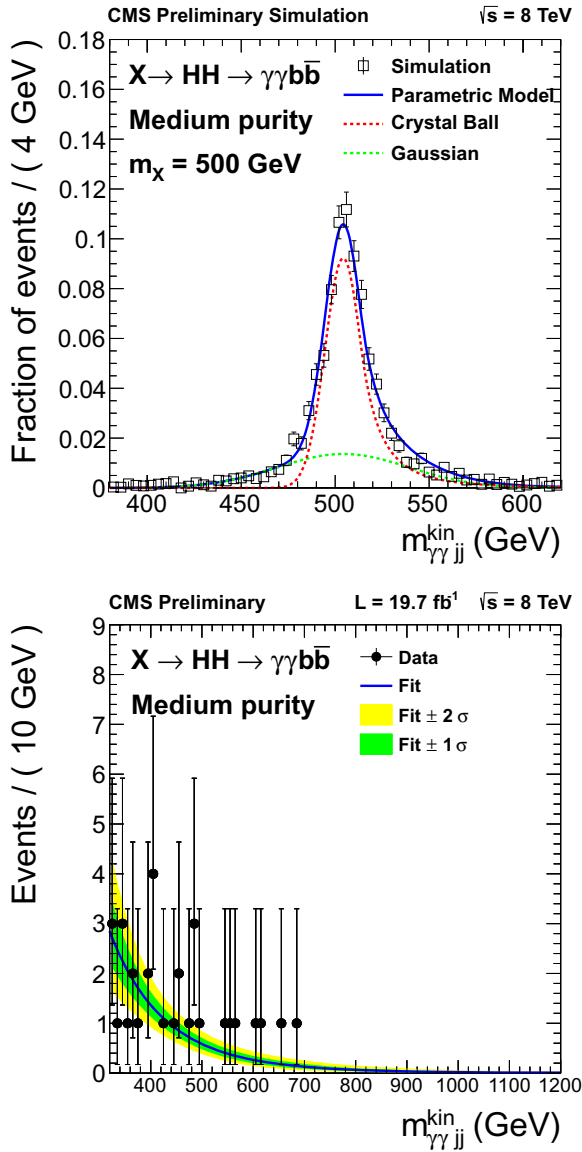 CMS Preliminary Simulation √s = 8 TeV
X→ HH → γγbb̅
Medium purity
m_X = 500 GeV
Simulation
Parametric Model
Crystal Ball
Gaussian
Fraction of events / ( 4 GeV )
0.18
0.16
0.14
0.12
0.1
0.08
0.06
0.04
0.02
0
400 450 500 550 600
m^kin_γγ jj (GeV)
CMS Preliminary L = 19.7 fb⁻¹ √s = 8 TeV
X → HH → γγbb̅
Medium purity
Data
Fit
Fit ± 2 σ
Fit ± 1 σ
Events / ( 10 GeV )
9
8
7
6
5
4
3
2
1
0
400 500 600 700 800 900 1000 1100 1200
m^kin_γγ jj (GeV)